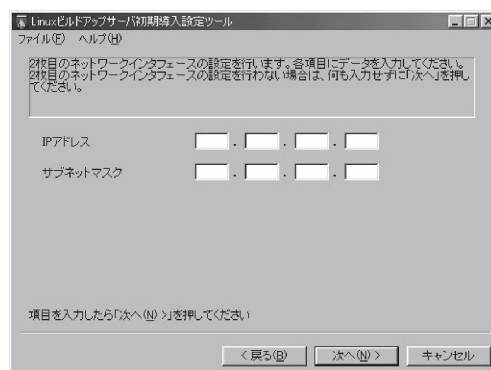 Linuxビルドアップサーバ初期導入設定ツール
ファイル(F) ヘルプ(H)
2枚目のネットワークインタフェースの設定を行います。各項目にデータを入力してください。
2枚目のネットワークインタフェースの設定を行わない場合は、何も入力せずに「次へ」を押し
てください。
IPアドレス . . .
サブネットマスク . . .
項目を入力したら「次へ(N) >」を押してください
< 戻る(B) 次へ(N) > キャンセル